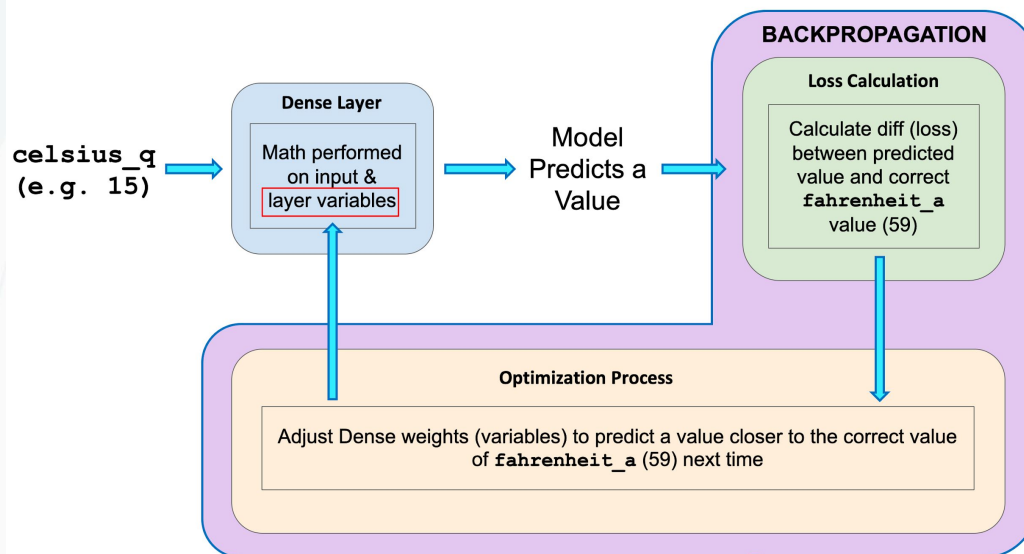 BACKPROPAGATION
Loss Calculation
Calculate diff (loss)
between predicted
value and correct
fahrenheit_a
value (59)
Dense Layer
Math performed
on input &
layer variables
celsius_q
(e.g. 15)
Model
Predicts a
Value
Optimization Process
Adjust Dense weights (variables) to predict a value closer to the correct value
of fahrenheit_a (59) next time